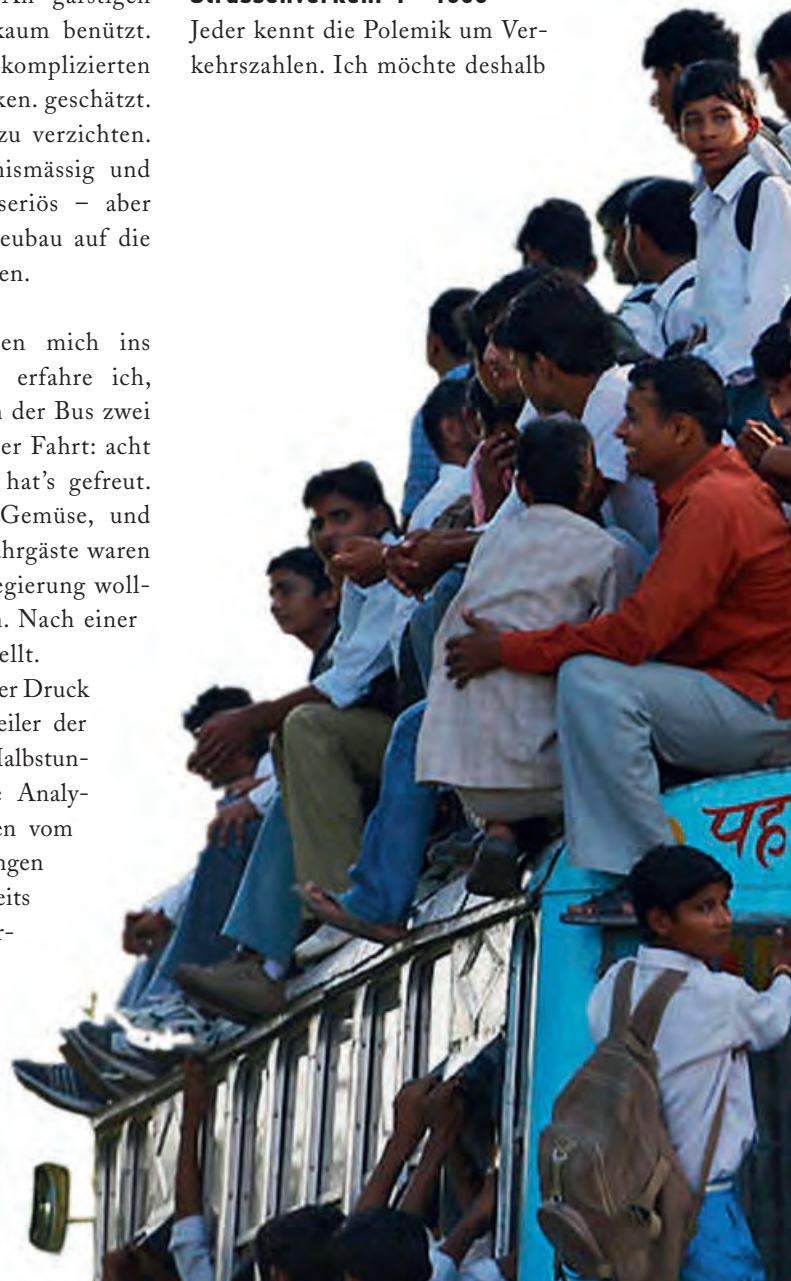 garstigen
kaum benützt.
komplizierten
ken. geschätzt.
zu verzichten.
nismässig und
seriös – aber
eubau auf die
en.
en mich ins
erfahre ich,
n der Bus zwei
er Fahrt: acht
hat's gefreut.
Gemüse, und
hrgäste waren
egierung woll-
n. Nach einer
ellt.
er Druck
eiler der
Halbstun-
e Analy-
en vom
ngen
eits
r-
Jeder kennt die Polemik um Ver-
kehrszahlen. Ich möchte deshalb
पह